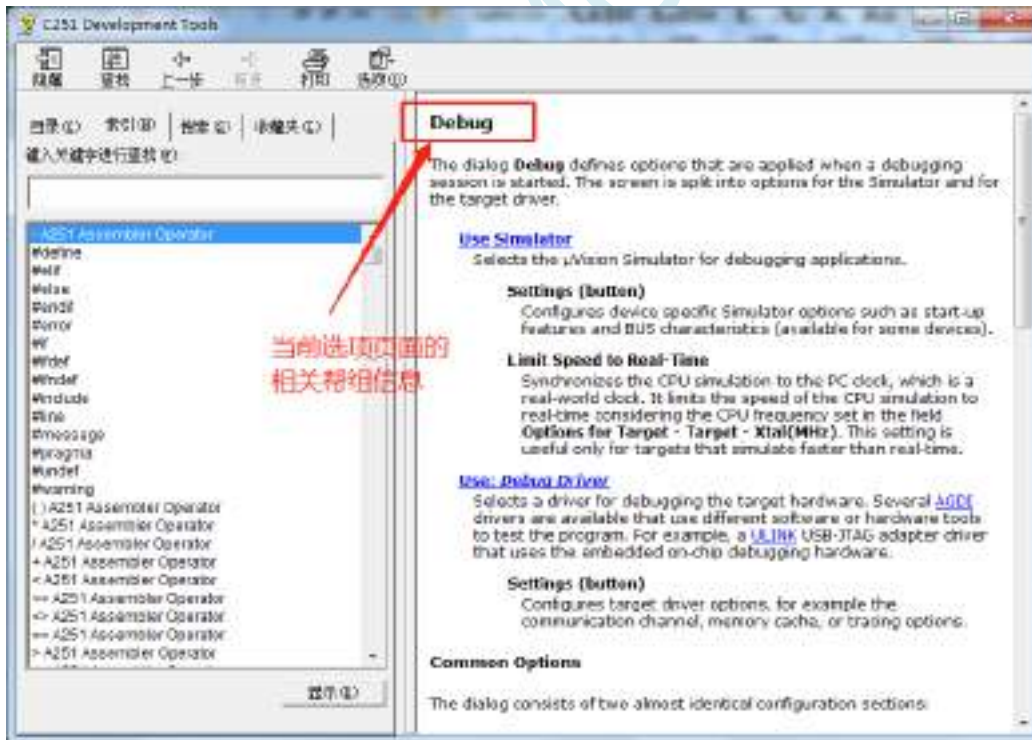 C251 Development Tools
隐藏 查找 上一步 前进 打印 选项(O)
目录(C) 索引(N) 搜索(S) 收藏夹(I)
键入关键字进行查找(W):
- A251 Assembler Operator
#define
#elif
#else
#endif
#error
#if
#ifdef
#ifndef
#include
#line
#message
#pragma
#undef
#warning
( ) A251 Assembler Operator
* A251 Assembler Operator
/ A251 Assembler Operator
+ A251 Assembler Operator
< A251 Assembler Operator
<= A251 Assembler Operator
<> A251 Assembler Operator
== A251 Assembler Operator
> A251 Assembler Operator
显示(D)
当前选项页面的
相关帮组信息
Debug
The dialog Debug defines options that are applied when a debugging
session is started. The screen is split into options for the Simulator and for
the target driver.
Use Simulator
Selects the µVision Simulator for debugging applications.
Settings (button)
Configures device specific Simulator options such as start-up
features and BUS characteristics (available for some devices).
Limit Speed to Real-Time
Synchronizes the CPU simulation to the PC clock, which is a
real-world clock. It limits the speed of the CPU simulation to
real-time considering the CPU frequency set in the field
Options for Target - Target - Xtal(MHz). This setting is
useful only for targets that simulate faster than real-time.
Use: Debug Driver
Selects a driver for debugging the target hardware. Several AGDI
drivers are available that use different software or hardware tools
to test the program. For example, a ULINK USB-JTAG adapter driver
that uses the embedded on-chip debugging hardware.
Settings (button)
Configures target driver options, for example the
communication channel, memory cache, or tracing options.
Common Options
The dialog consists of two almost identical configuration sections: